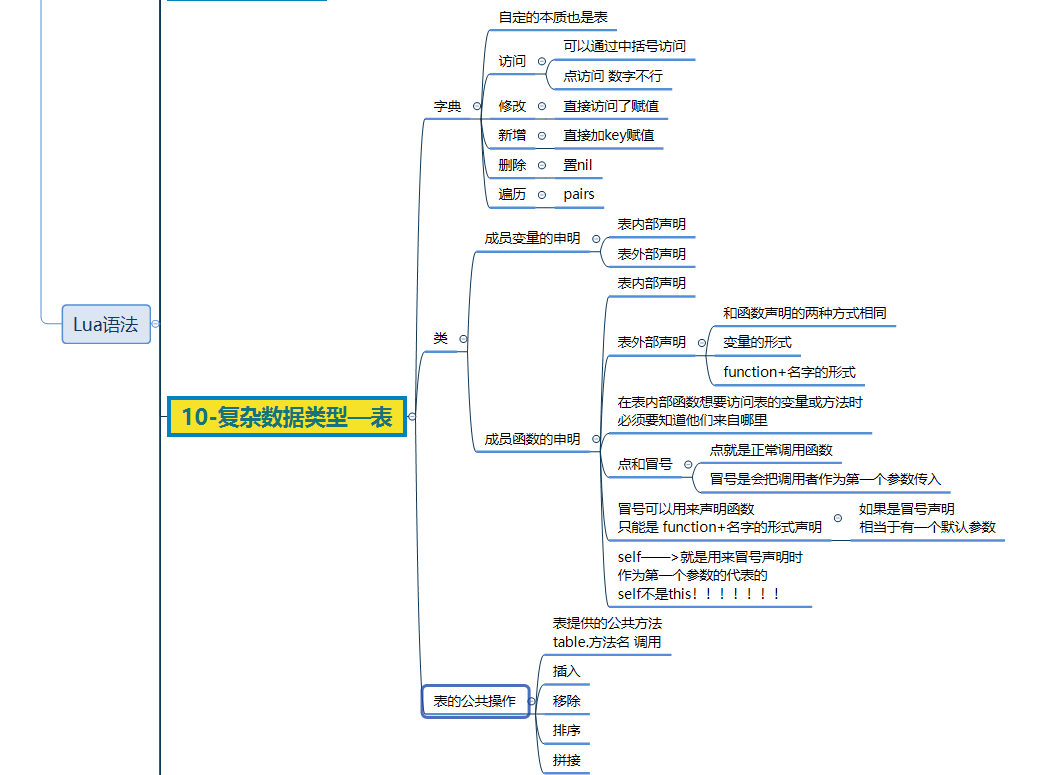 Lua语法
10-复杂数据类型—表
字典
自定的本质也是表
访问
可以通过中括号访问
点访问 数字不行
修改
直接访问了赋值
新增
直接加key赋值
删除
置nil
遍历
pairs
类
成员变量的申明
表内部声明
表外部声明
成员函数的申明
表内部声明
表外部声明
和函数声明的两种方式相同
变量的形式
function+名字的形式
在表内部函数想要访问表的变量或方法时
必须要知道他们来自哪里
点和冒号
点就是正常调用函数
冒号是会把调用者作为第一个参数传入
冒号可以用来声明函数
只能是 function+名字的形式声明
如果是冒号声明
相当于有一个默认参数
self——>就是用来冒号声明时
作为第一个参数的代表的
self不是this！！！！！！！
表的公共操作
表提供的公共方法
table.方法名 调用
插入
移除
排序
拼接